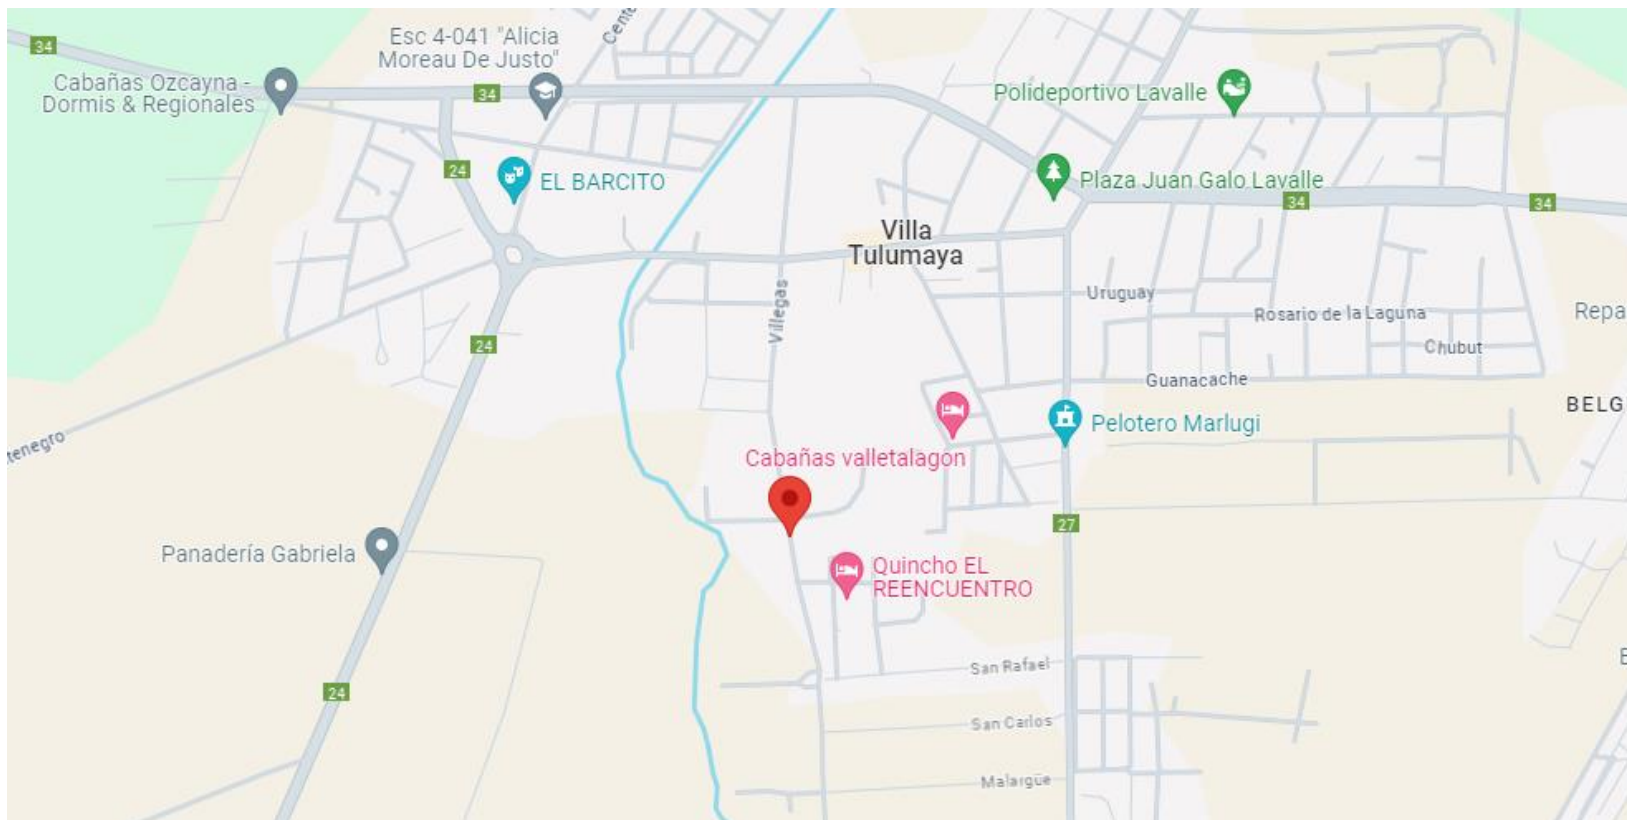 34
Esc 4-041 "Alicia
Moreau De Justo"
Cabañas Ozcayna -
Dormis & Regionales
34
Polideportivo Lavalle
24
EL BARCITO
Plaza Juan Galo Lavalle
34
34
Villa
Tulumaya
Villegas
Uruguay
Rosario de la Laguna
Repa
24
Chubut
Guanacache
BELG
Pelotero Marlugi
tenegro
Cabañas valletalagon
27
Panadería Gabriela
Quincho EL
REENCUENTRO
San Rafael
24
San Carlos
Malargüe